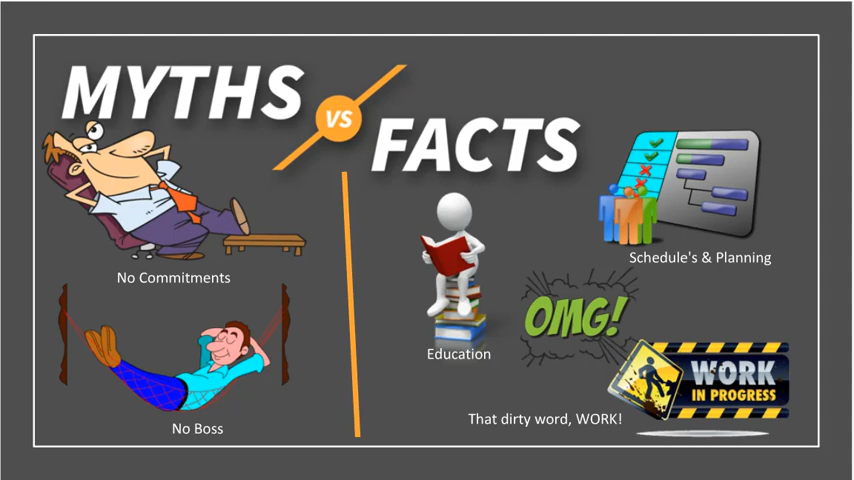 MYTHS
VS
FACTS
No Commitments
No Boss
Education
Schedule's & Planning
OMG!
WORK
IN PROGRESS
That dirty word, WORK!